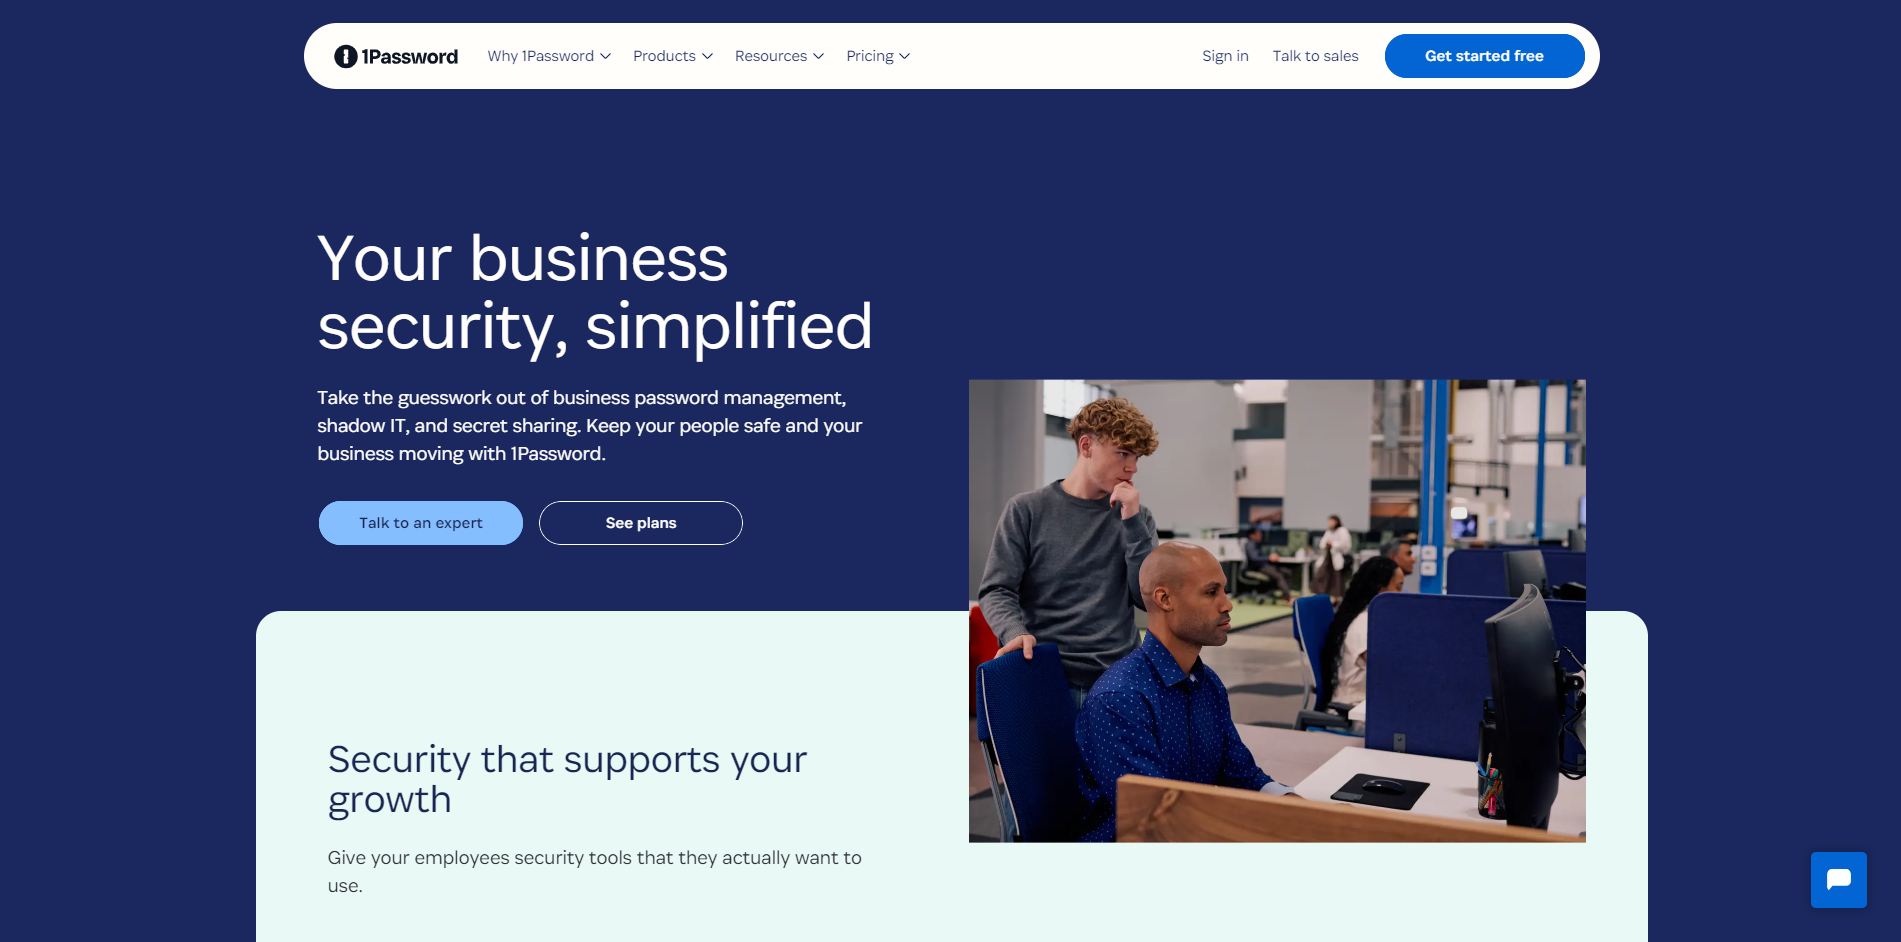 1Password
Why 1Password
Products
Resources
Pricing
Sign in
Talk to sales
Get started free
Your business
security, simplified
Take the guesswork out of business password management,
shadow IT, and secret sharing. Keep your people safe and your
business moving with 1Password.
Talk to an expert
See plans
Security that supports your
growth
Give your employees security tools that they actually want to
use.